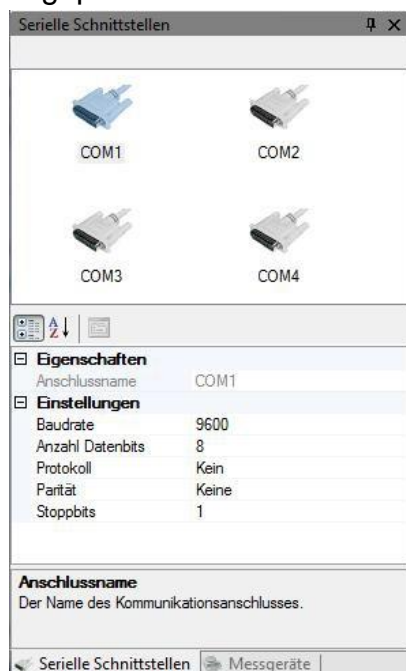 Serielle Schnittstellen
COM1 COM2
COM3 COM4
Eigenschaften
Anschlussname COM1
Einstellungen
Baudrate 9600
Anzahl Datenbits 8
Protokoll Kein
Parität Keine
Stoppbits 1
Anschlussname
Der Name des Kommunikationsanschlusses.
Serielle Schnittstellen Messgeräte